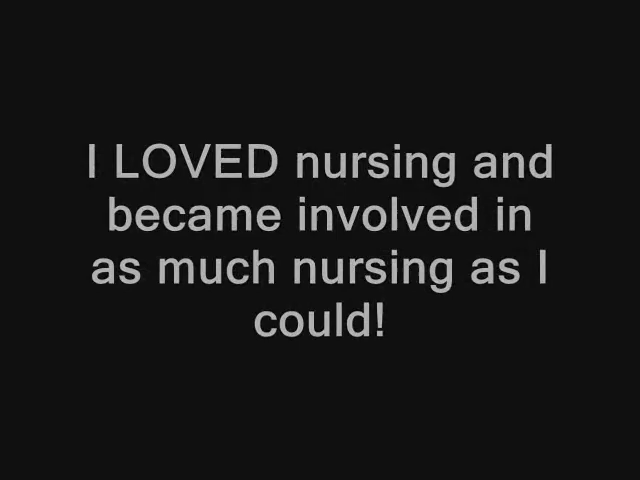 I LOVED nursing and
became involved in
as much nursing as I
could!